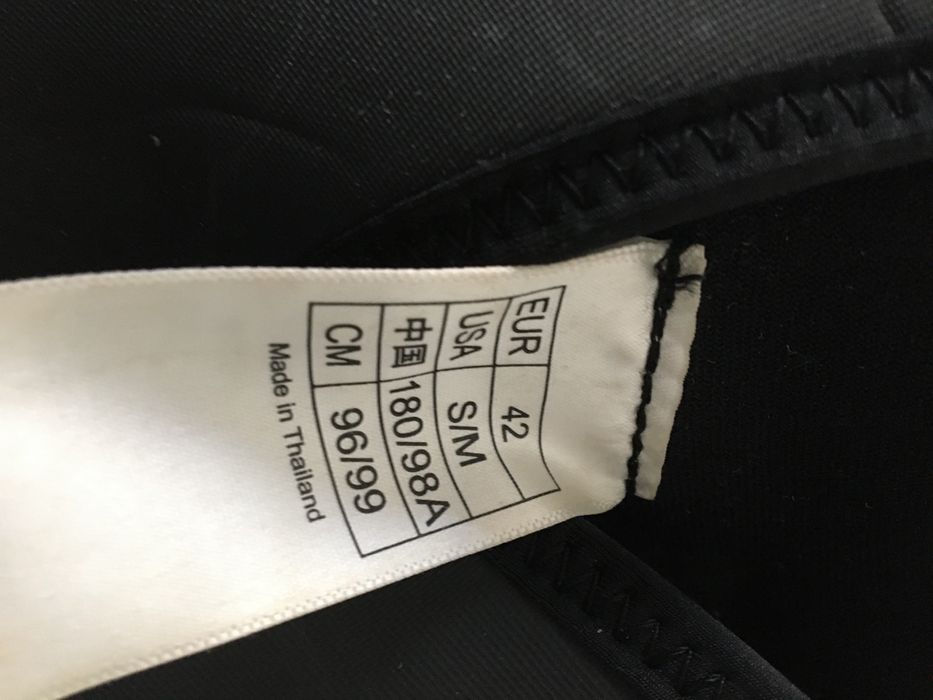 EUR 42
USA S/M
中国 180/98A
CM 96/99
Made in Thailand